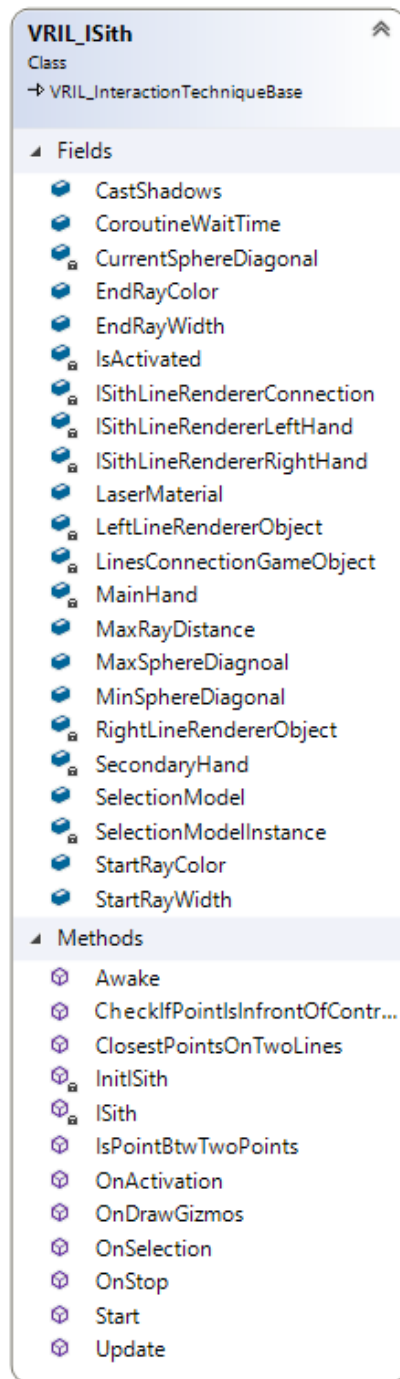 VRIL_ISith
Class
VRIL_InteractionTechniqueBase
Fields
CastShadows
CoroutineWaitTime
CurrentSphereDiagonal
EndRayColor
EndRayWidth
IsActivated
ISithLineRendererConnection
ISithLineRendererLeftHand
ISithLineRendererRightHand
LaserMaterial
LeftLineRendererObject
LinesConnectionGameObject
MainHand
MaxRayDistance
MaxSphereDiagnoal
MinSphereDiagonal
RightLineRendererObject
SecondaryHand
SelectionModel
SelectionModelInstance
StartRayColor
StartRayWidth
Methods
Awake
CheckIfPointIsInfrontOfContr...
ClosestPointsOnTwoLines
InitISith
ISith
IsPointBtwTwoPoints
OnActivation
OnDrawGizmos
OnSelection
OnStop
Start
Update